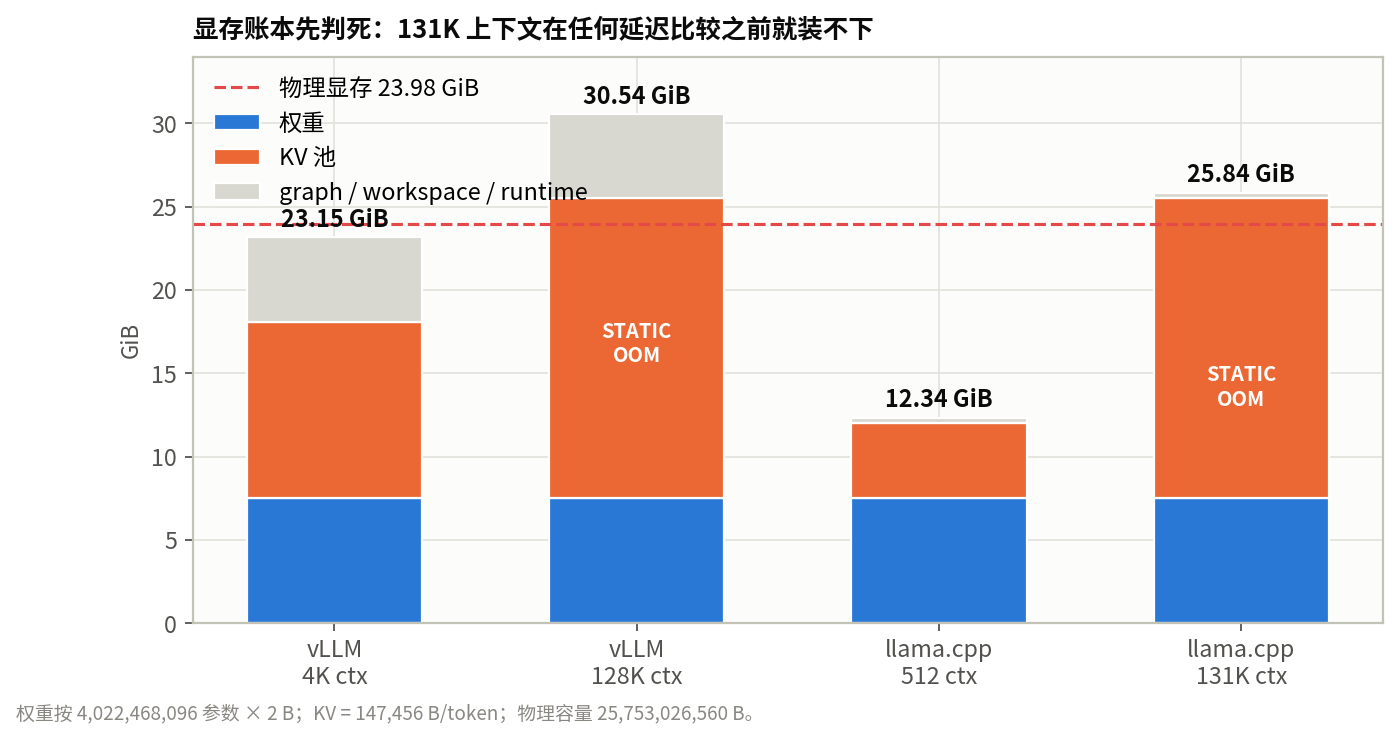 显存账本先判死：131K 上下文在任何延迟比较之前就装不下
物理显存 23.98 GiB
权重
KV 池
graph / workspace / runtime
23.15 GiB
30.54 GiB
12.34 GiB
25.84 GiB
STATIC
OOM
STATIC
OOM
GiB
30
25
20
15
10
5
0
vLLM
4K ctx
vLLM
128K ctx
llama.cpp
512 ctx
llama.cpp
131K ctx
权重按 4,022,468,096 参数 × 2 B；KV = 147,456 B/token；物理容量 25,753,026,560 B。